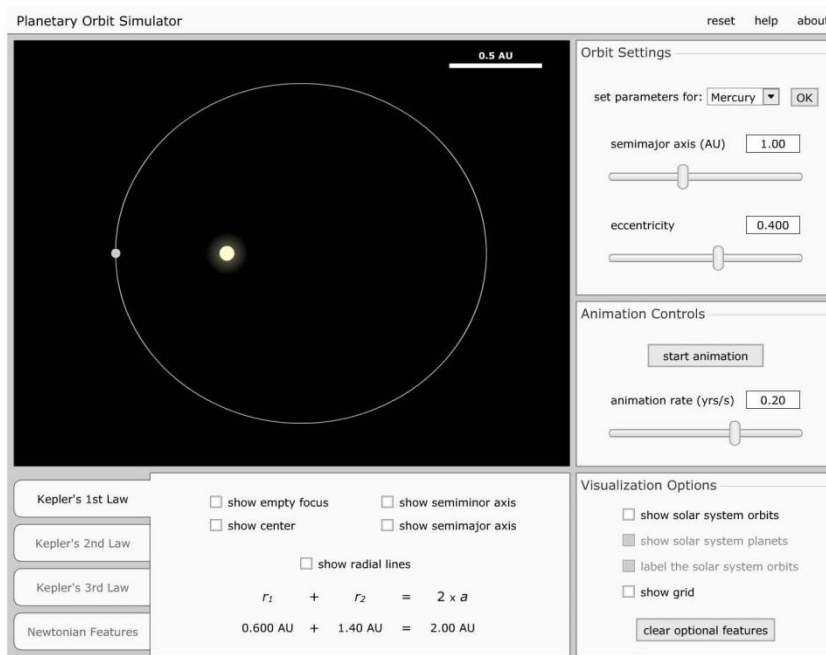 Planetary Orbit Simulator
reset help about
0.5 AU
Orbit Settings
set parameters for: Mercury OK
semimajor axis (AU) 1.00
eccentricity 0.400
Animation Controls
start animation
animation rate (yrs/s) 0.20
Kepler's 1st Law
Kepler's 2nd Law
Kepler's 3rd Law
Newtonian Features
show empty focus show semiminor axis
show center show semimajor axis
show radial lines
r₁ + r₂ = 2 x a
0.600 AU + 1.40 AU = 2.00 AU
Visualization Options
show solar system orbits
show solar system planets
label the solar system orbits
show grid
clear optional features